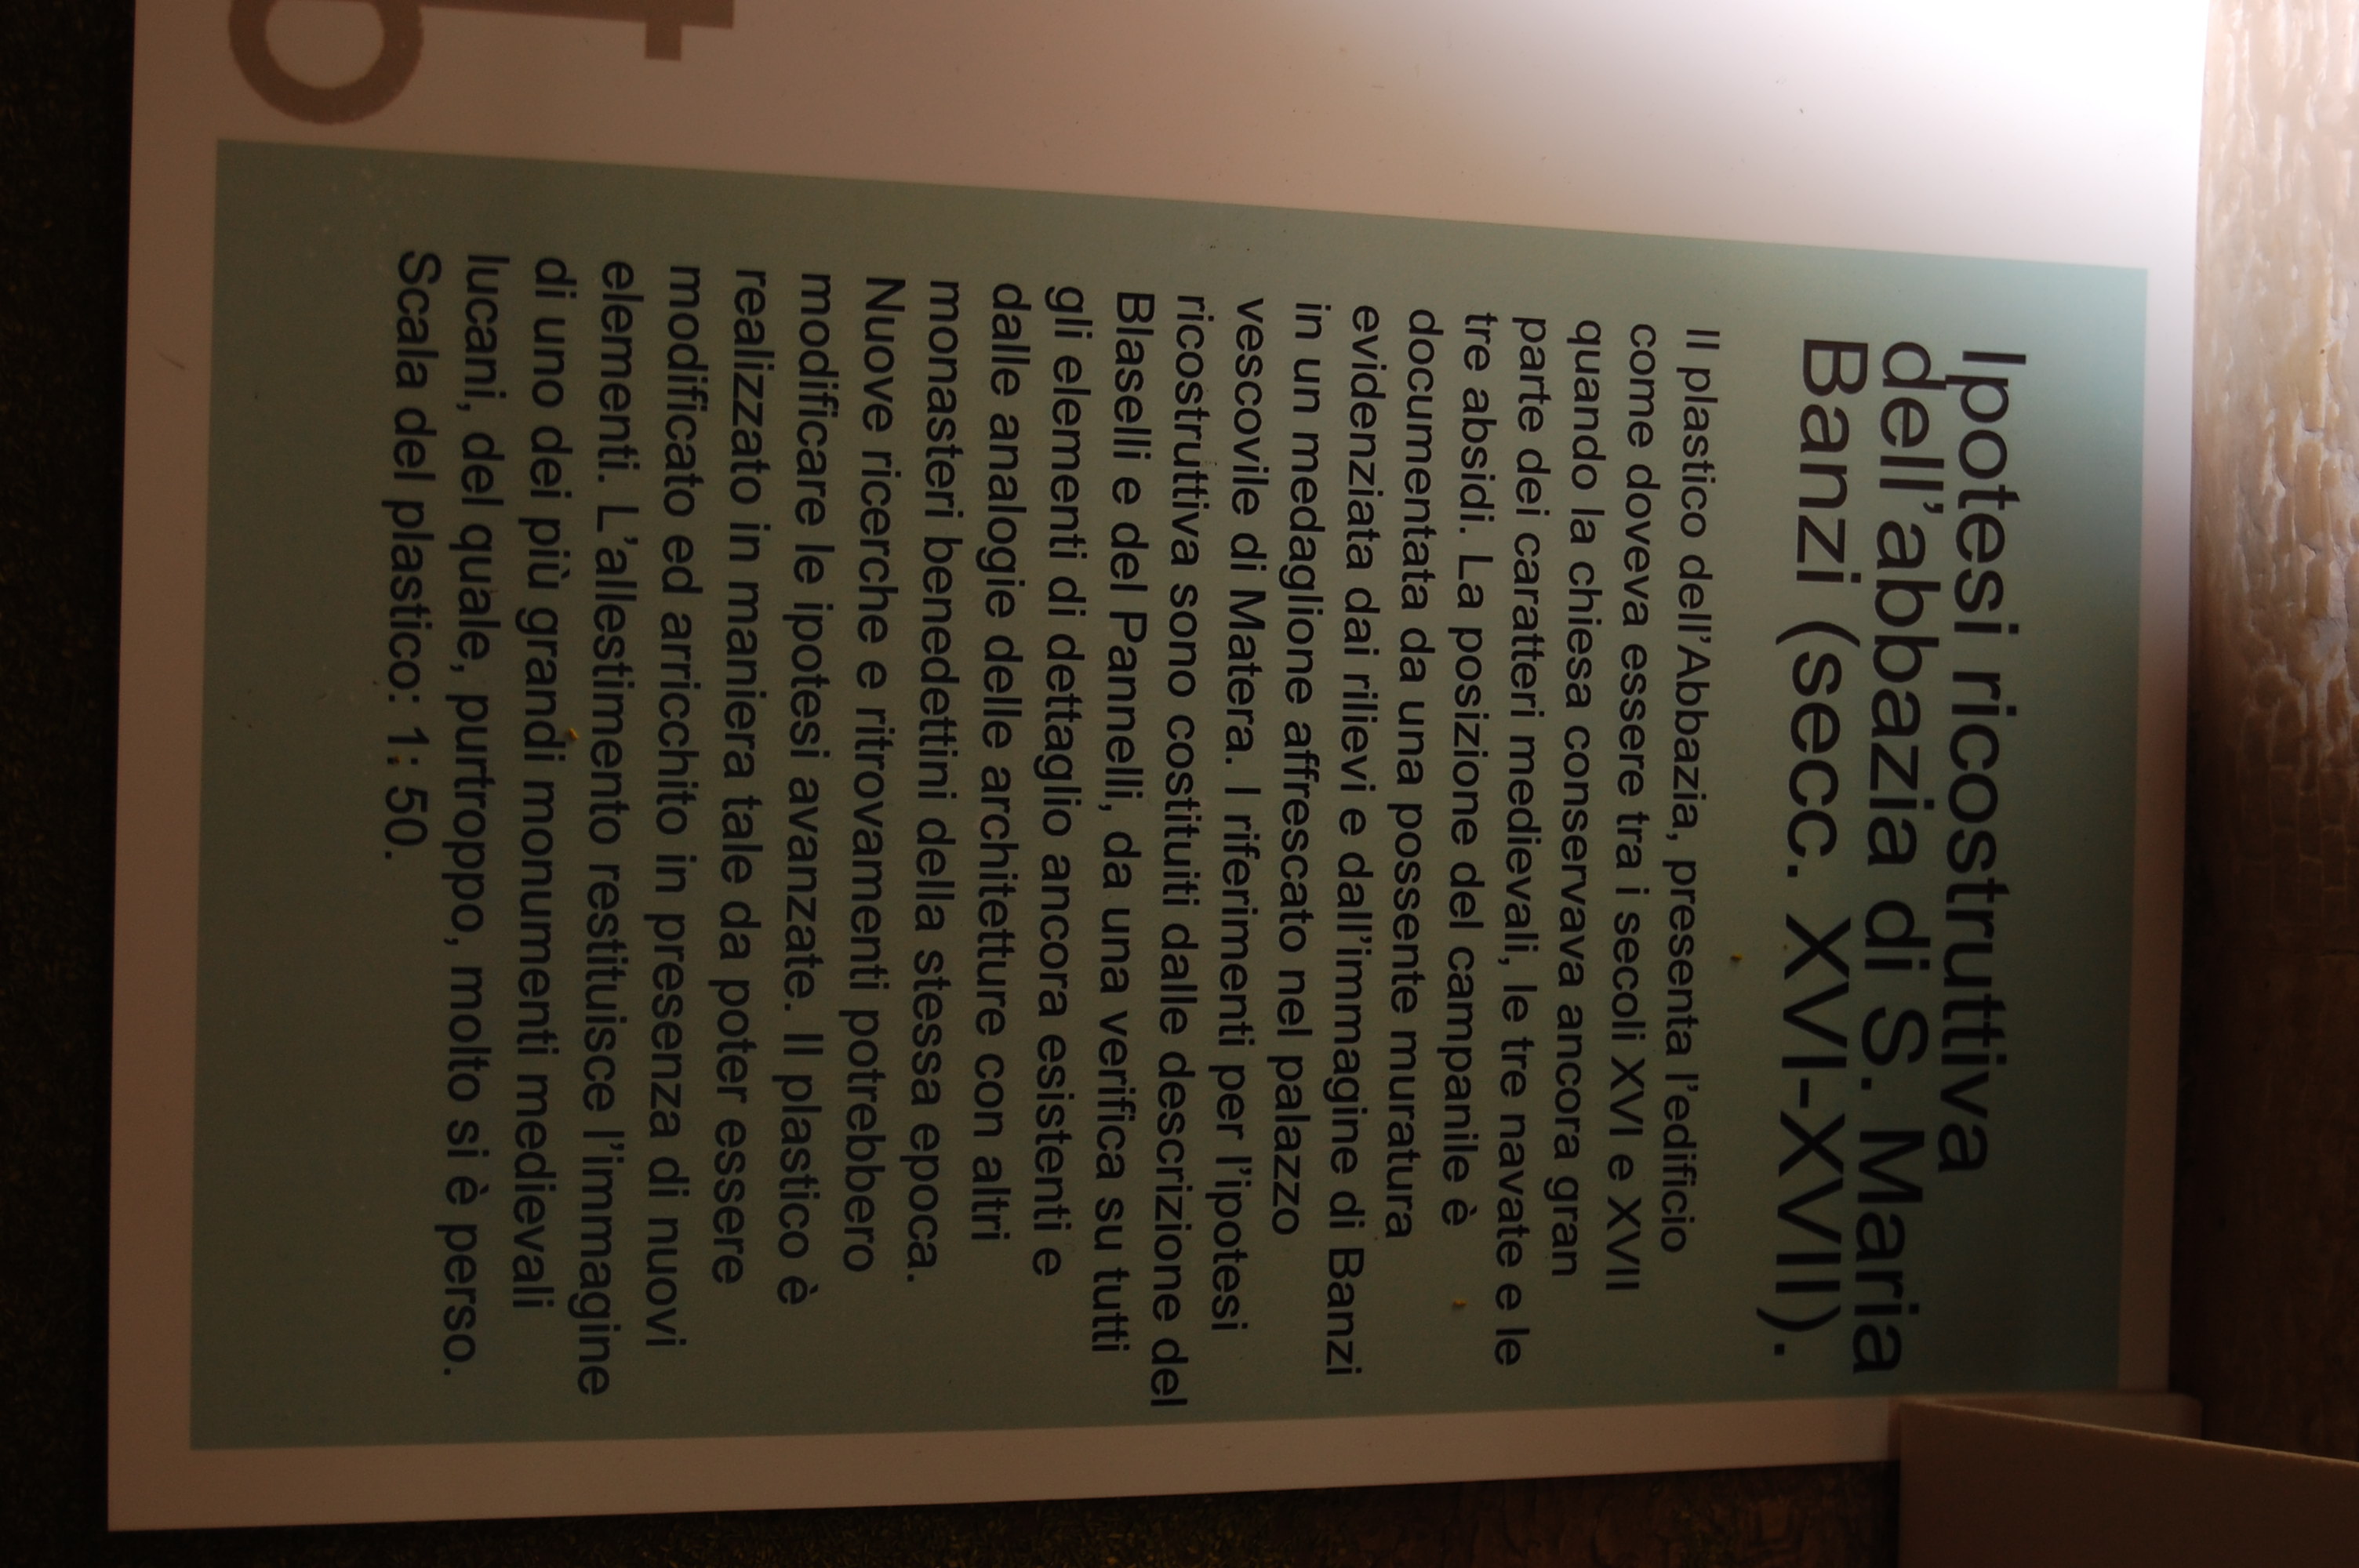 Ipotesi ricostruttiva
dell'abbazia di S. Maria
Banzi (secc. XVI-XVII).
Il plastico dell'Abbazia, presenta l'edificio
come doveva essere tra i secoli XVI e XVII
quando la chiesa conservava ancora gran
parte dei caratteri medievali, le tre navate e le
tre absidi. La posizione del campanile è
documentata da una possente muratura
evidenziata dai rilievi e dall'immagine di Banzi
in un medaglione affrescato nel palazzo
vescovile di Matera. I riferimenti per l'ipotesi
ricostruttiva sono costituiti dalle descrizione del
Blaselli e del Pannelli, da una verifica su tutti
gli elementi di dettaglio ancora esistenti e
dalle analogie delle architetture con altri
monasteri benedettini della stessa epoca.
Nuove ricerche e ritrovamenti potrebbero
modificare le ipotesi avanzate. Il plastico è
realizzato in maniera tale da poter essere
modificato ed arricchito in presenza di nuovi
elementi. L'allestimento restituisce l'immagine
di uno dei più grandi monumenti medievali
lucani, del quale, purtroppo, molto si è perso.
Scala del plastico: 1: 50.